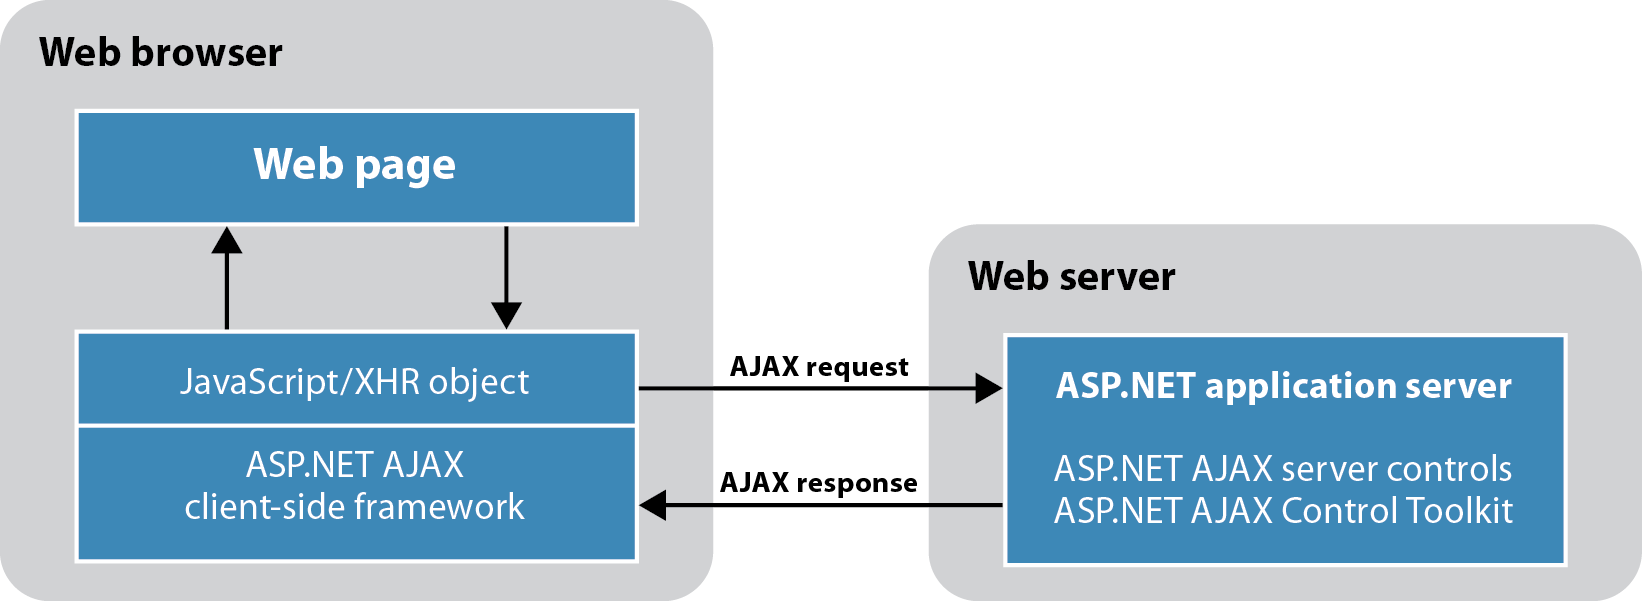 Web browser
Web page
JavaScript/XHR object
ASP.NET AJAX
client-side framework
AJAX request
AJAX response
Web server
ASP.NET application server
ASP.NET AJAX server controls
ASP.NET AJAX Control Toolkit